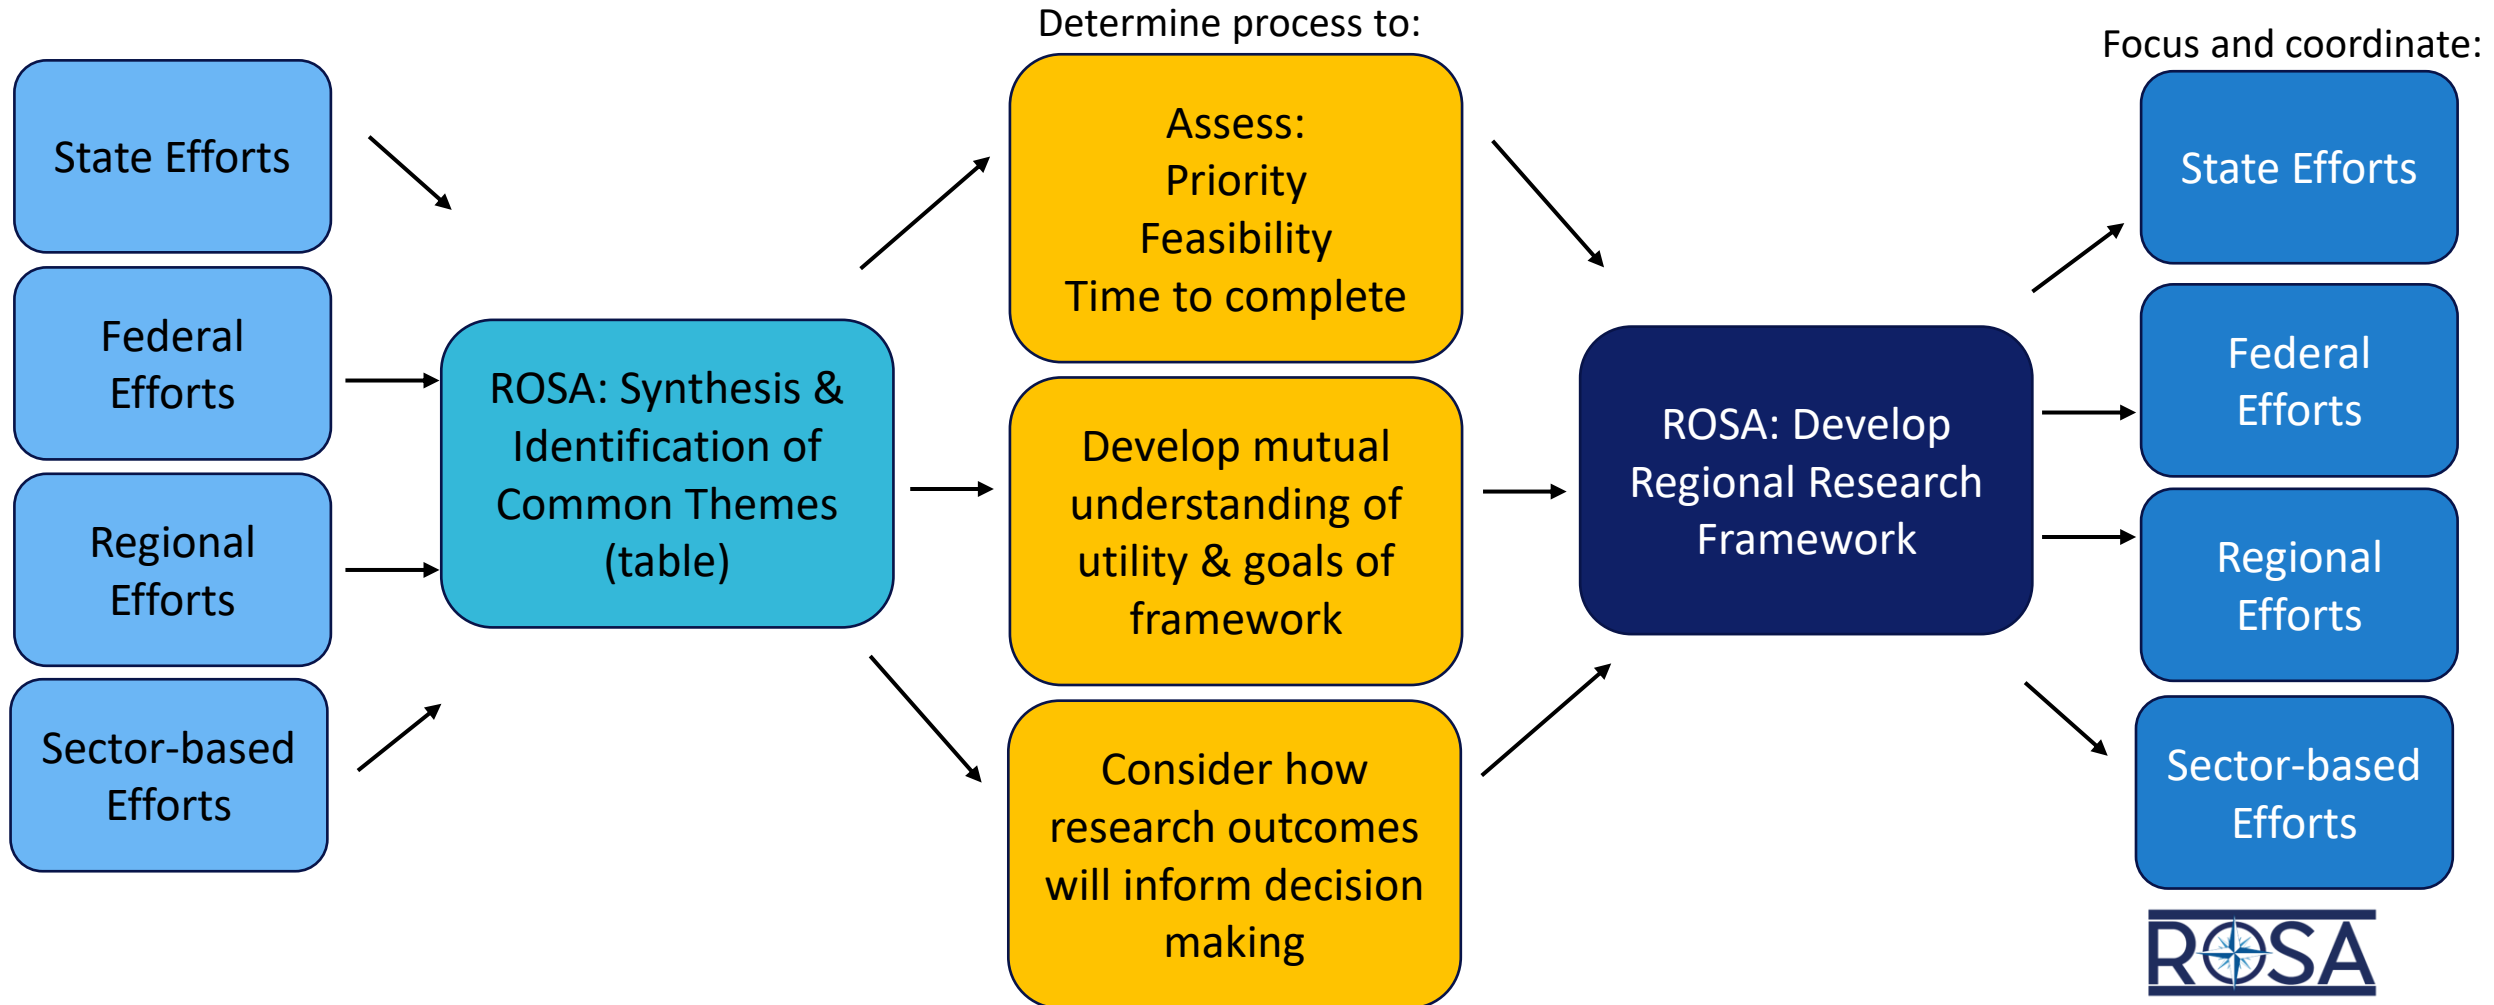 State Efforts
Federal
Efforts
Regional
Efforts
Sector-based
Efforts
ROSA: Synthesis &
Identification of
Common Themes
(table)
Determine process to:
Assess:
Priority
Feasibility
Time to complete
Develop mutual
understanding of
utility & goals of
framework
Consider how
research outcomes
will inform decision
making
ROSA: Develop
Regional Research
Framework
Focus and coordinate:
State Efforts
Federal
Efforts
Regional
Efforts
Sector-based
Efforts
ROSA